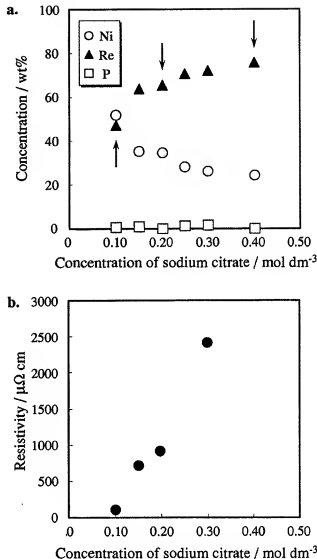 a.
100
80
60
40
20
0
Concentration / wt%
Ni
Re
P
0 0.10 0.20 0.30 0.40 0.50
Concentration of sodium citrate / mol dm-3
b.
3000
2500
2000
1500
1000
500
0
Resistivity / μΩ cm
.0 0.10 0.20 0.30 0.40 0.50
Concentration of sodium citrate / mol dm-3